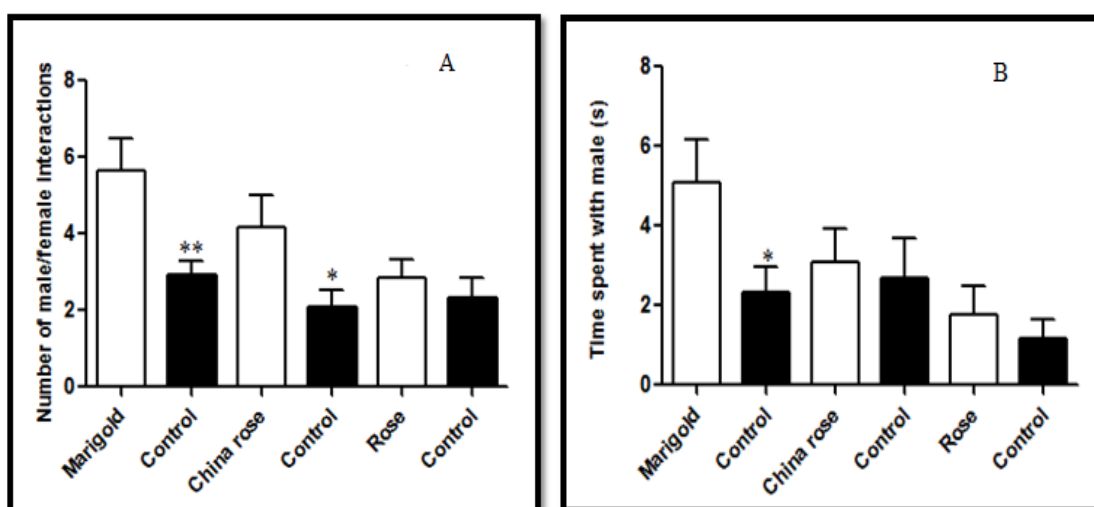 A
Number of male/female Interactions
8
6
4
2
0
**
*
Marigold
Control
China rose
Control
Rose
Control
B
Time spent with male (s)
8
6
4
2
0
*
Marigold
Control
China rose
Control
Rose
Control